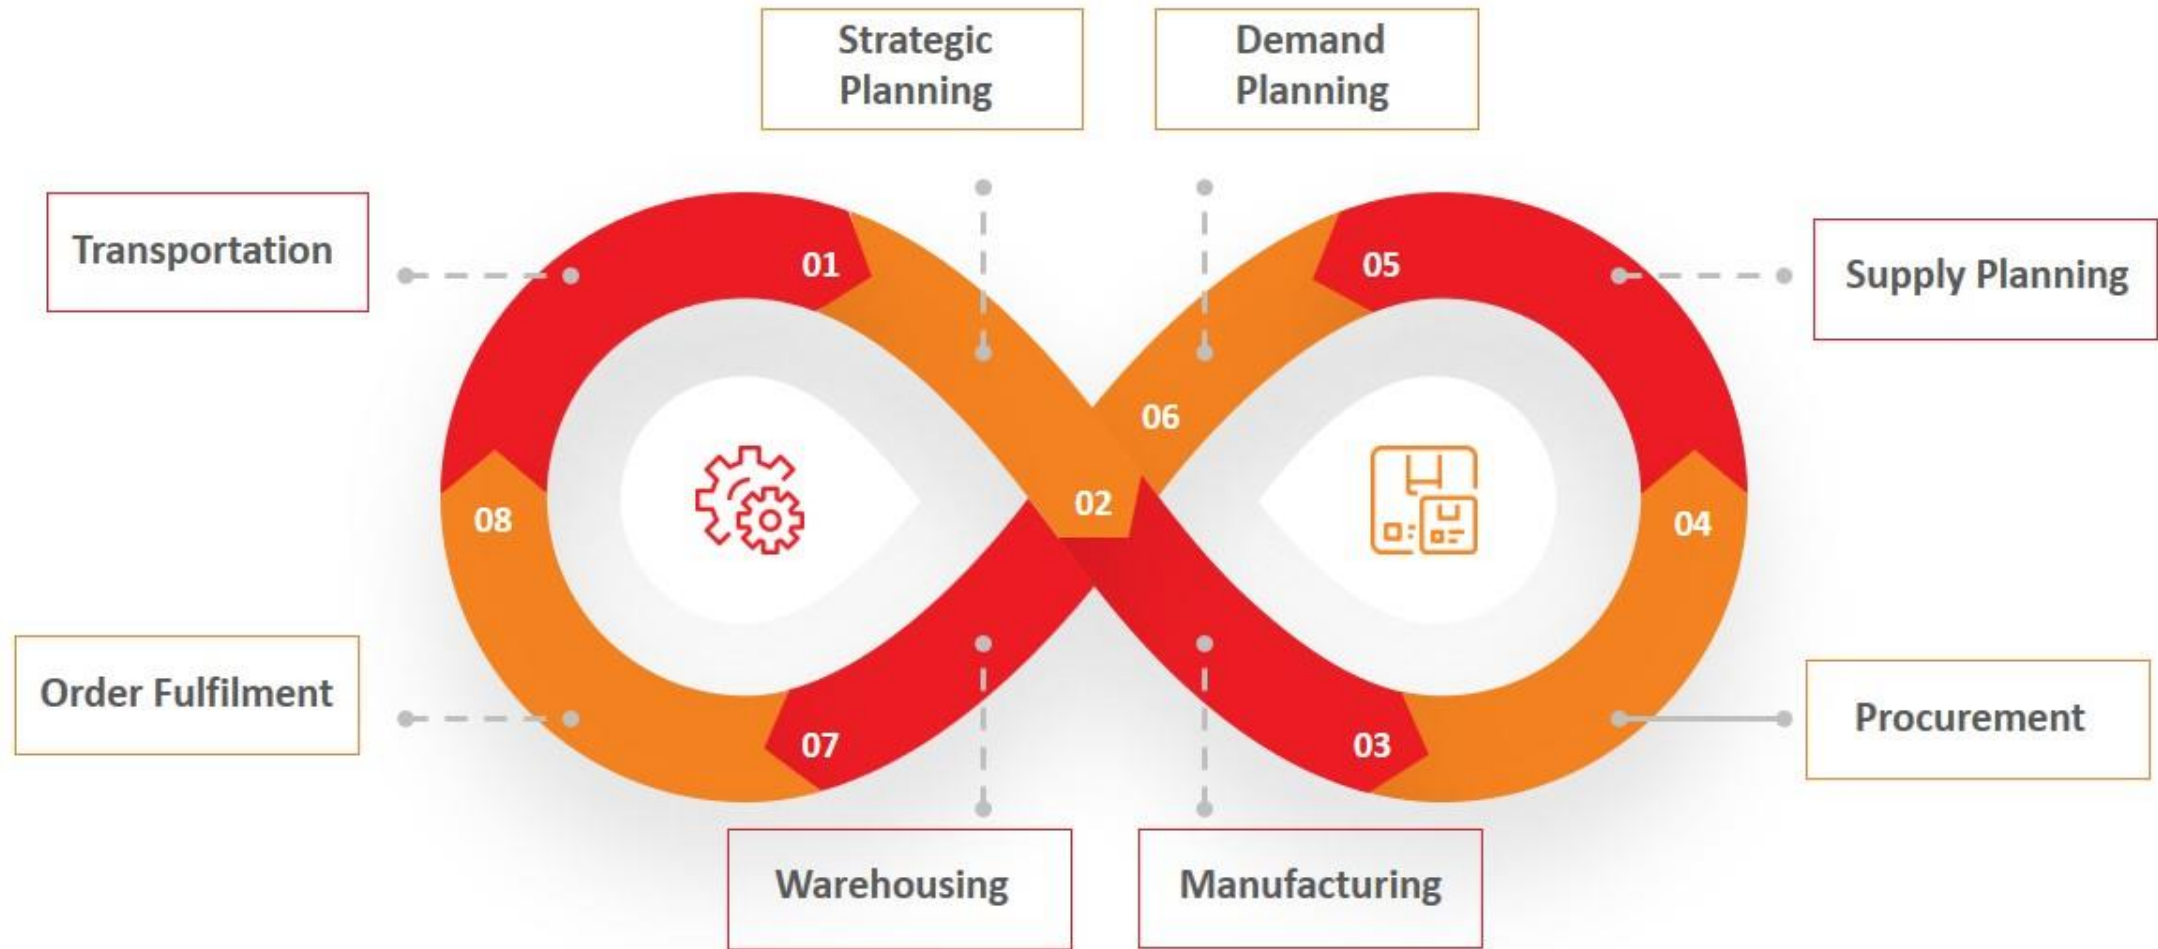 Strategic
Planning
Demand
Planning
Transportation
01
05
Supply Planning
06
02
08
04
Order Fulfilment
Procurement
07
03
Warehousing
Manufacturing